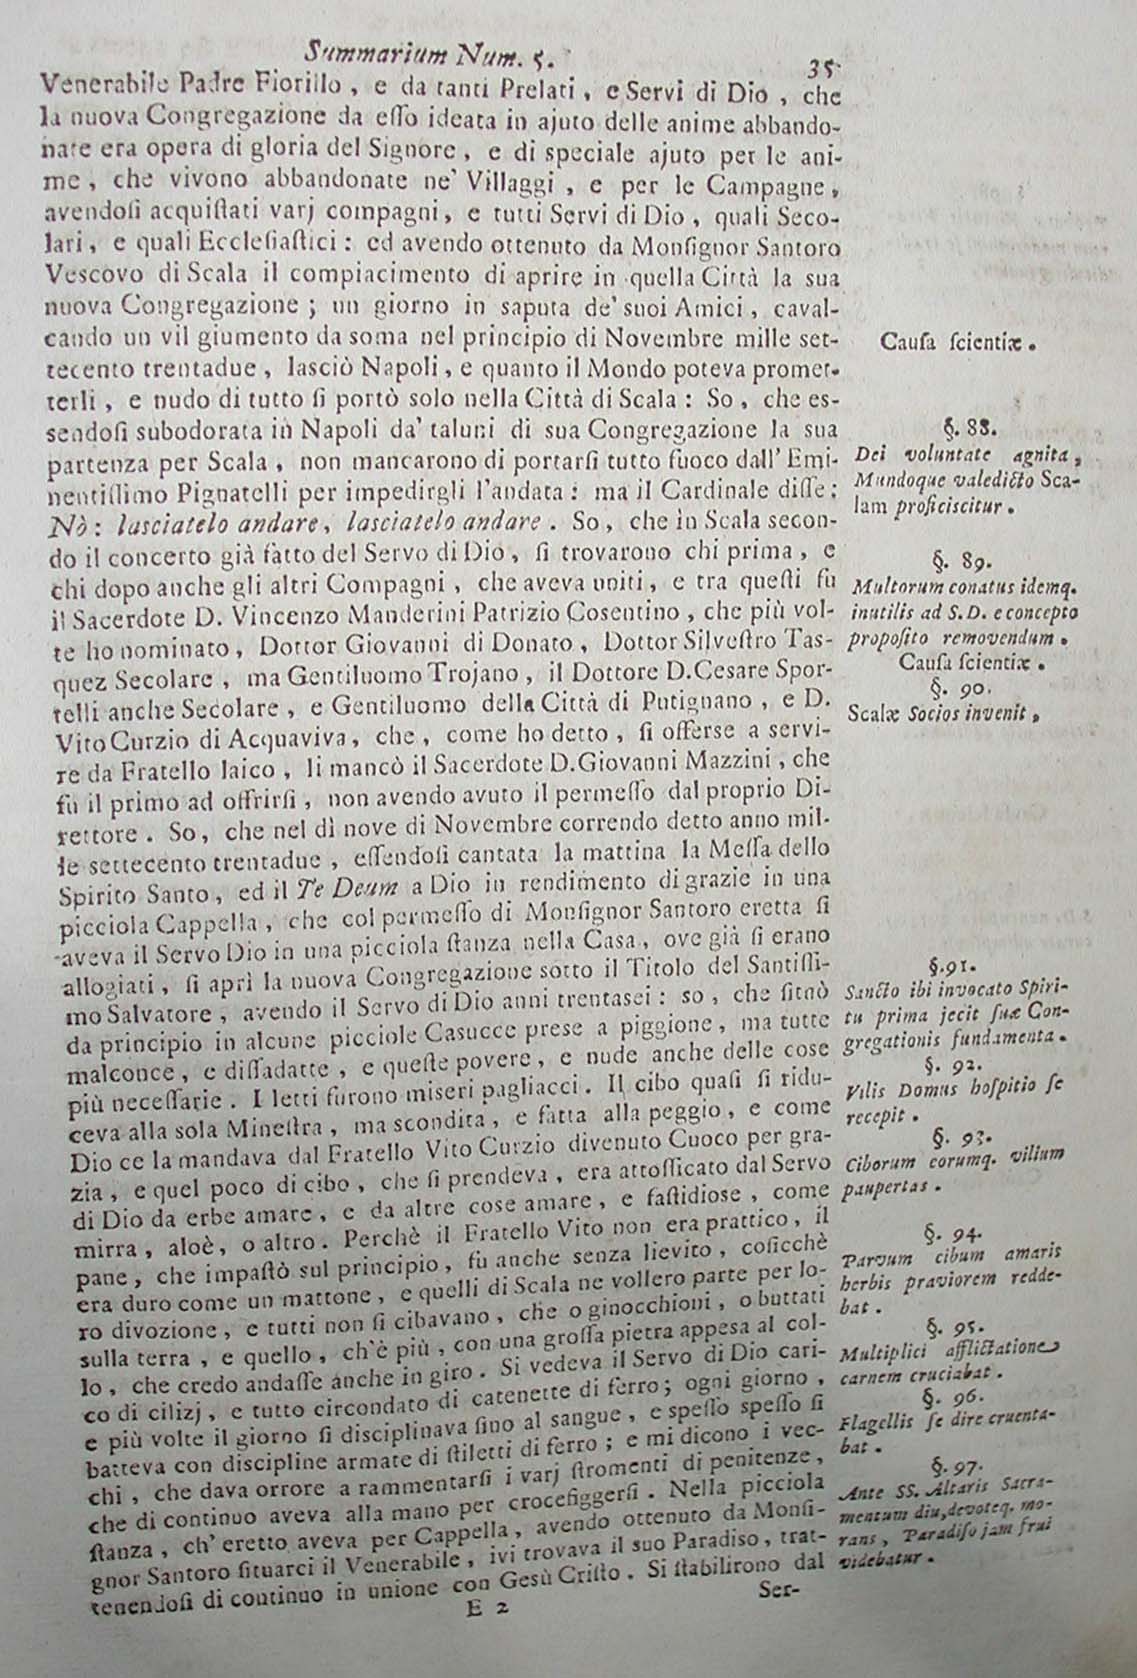 Summarium Num. 5.
35
Venerabile Padre Fiorillo, e da tanti Prelati, e Servi di Dio, che
la nuova Congregazione da eſſo ideata in ajuto delle anime abbando-
nate era opera di gloria del Signore, e di speciale ajuto per le ani-
me, che vivono abbandonate ne' Villaggi, e per le Campagne,
avendoſi acquiſtati varj compagni, e tutti Servi di Dio, quali Seco-
lari, e quali Eccleſiaſtici: ed avendo ottenuto da Monſignor Santoro
Vescovo di Scala il compiacimento di aprire in quella Città la sua
nuova Congregazione; un giorno in saputa de' suoi Amici, caval-
cando un vil giumento da soma nel principio di Novembre mille set-
tecento trentadue, lasciò Napoli, e quanto il Mondo poteva promet-
terli, e nudo di tutto ſi portò solo nella Città di Scala: So, che es-
sendoſi subodorata in Napoli da' taluni di sua Congregazione la sua
partenza per Scala, non mancarono di portarſi tutto fuoco dall' Emi-
nentiſſimo Pignatelli per impedirgli l'andata: ma il Cardinale diſſe:
Nò: lasciatelo andare, lasciatelo andare. So, che in Scala secon-
do il concerto già fatto del Servo di Dio, ſi trovarono chi prima, e
chi dopo anche gli altri Compagni, che aveva uniti, e tra queſti fu
il Sacerdote D. Vincenzo Manderini Patrizio Cosentino, che più vol-
te ho nominato, Dottor Giovanni di Donato, Dottor Silveſtro Tas-
quez Secolare, ma Gentiluomo Trojano, il Dottore D. Cesare Spor-
telli anche Secolare, e Gentiluomo della Città di Putignano, e D.
Vito Curzio di Acquaviva, che, come ho detto, ſi offerse a servi-
re da Fratello laico, li mancò il Sacerdote D. Giovanni Mazzini, che
fù il primo ad offrirſi, non avendo avuto il permeſſo dal proprio Di-
rettore. So, che nel dì nove di Novembre correndo detto anno mil-
le settecento trentadue, eſſendoſi cantata la mattina la Meſſa dello
Spirito Santo, ed il Te Deum a Dio in rendimento di grazie in una
picciola Cappella, che col permeſſo di Monſignor Santoro eretta ſi
aveva il Servo Dio in una picciola ſtanza nella Casa, ove già ſi erano
allogiati, ſi aprì la nuova Congregazione sotto il Titolo del Santiſſi-
mo Salvatore, avendo il Servo di Dio anni trentasei: so, che ſituò
da principio in alcune picciole Casucce prese a piggione, ma tutte
malconce, e diſſadatte, e queſte povere, e nude anche delle cose
più neceſſarie. I letti furono miseri pagliacci. Il cibo quaſi ſi ridu-
ceva alla sola Mineſtra, ma scondita, e fatta alla peggio, e come
Dio ce la mandava dal Fratello Vito Curzio divenuto Cuoco per gra-
zia, e quel poco di cibo, che ſi prendeva, era attoſſicato dal Servo
di Dio da erbe amare, e da altre cose amare, e faſtidiose, come
mirra, aloè, o altro. Perchè il Fratello Vito non era prattico, il
pane, che impaſtò sul principio, fù anche senza lievito, coſicchè
era duro come un mattone, e quelli di Scala ne vollero parte per lo-
ro divozione, e tutti non ſi cibavano, che o ginocchioni, o buttati
sulla terra, e quello, ch'è più, con una groſſa pietra appesa al col-
lo, che credo andaſſe anche in giro. Si vedeva il Servo di Dio cari-
co di cilizj, e tutto circondato di catenette di ferro; ogni giorno,
e più volte il giorno ſi disciplinava ſino al sangue, e speſſo speſſo ſi
batteva con discipline armate di ſtiletti di ferro; e mi dicono i vec-
chi, che dava orrore a rammentarſi i varj ſtromenti di penitenze,
che di continuo aveva alla mano per crocefiggerſi. Nella picciola
ſtanza, ch' eretto aveva per Cappella, avendo ottenuto da Monſi-
gnor Santoro ſituarci il Venerabile, ivi trovava il suo Paradiso, trat-
tenendoſi di continuo in unione con Gesù Criſto. Si ſtabilirono dal
E 2
Ser-
Cauſa ſcientiæ.
§. 88.
Dei voluntate agnita,
Mundoque valedicto Sca-
lam proficiscitur.
§. 89.
Multorum conatus idemq.
inutilis ad S. D. e concepto
propoſito removendum.
Cauſa ſcientiæ.
§. 90.
Scalæ Socios invenit,
§. 91.
Sancto ibi invocato Spiri-
tu prima jecit ſuæ Con-
gregationis fundamenta.
§. 92.
Vilis Domus hoſpitio ſe
recepit.
§. 93.
Ciborum eorumq. vilium
paupertas.
§. 94.
Parvum cibum amaris
herbis praviorem redde-
bat.
§. 95.
Multiplici afflictatione
carnem cruciabat.
§. 96.
Flagellis ſe dire cruenta-
bat.
§. 97.
Ante SS. Altaris Sacra-
mentum diu, devoteq. mo-
rans, Paradiſo jam frui
videbatur.